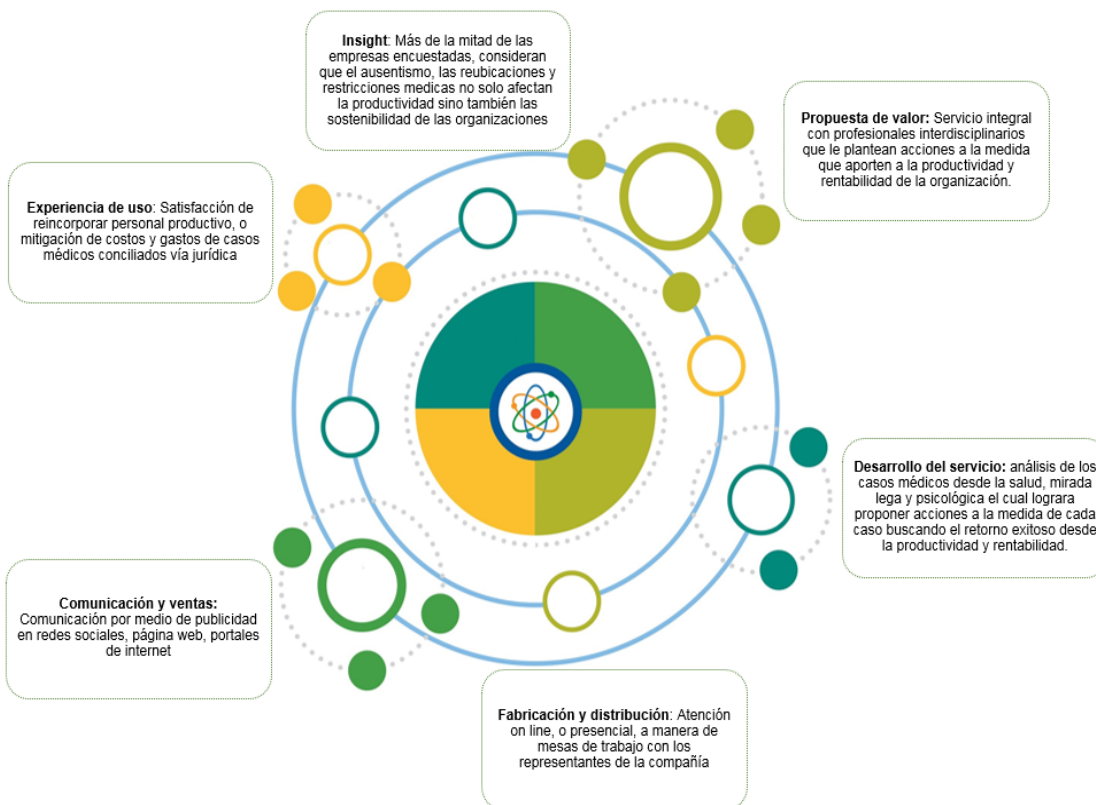 Insight: Más de la mitad de las
empresas encuestadas, consideran
que el ausentismo, las reubicaciones y
restricciones medicas no solo afectan
la productividad sino también las
sostenibilidad de las organizaciones
Propuesta de valor: Servicio integral
con profesionales interdisciplinarios
que le plantean acciones a la medida
que aporten a la productividad y
rentabilidad de la organización.
Experiencia de uso: Satisfacción de
reincorporar personal productivo, o
mitigación de costos y gastos de casos
médicos conciliados vía jurídica
Desarrollo del servicio: análisis de los
casos médicos desde la salud, mirada
lega y psicológica el cual lograra
proponer acciones a la medida de cada
caso buscando el retorno exitoso desde
la productividad y rentabilidad.
Comunicación y ventas:
Comunicación por medio de publicidad
en redes sociales, página web, portales
de internet
Fabricación y distribución: Atención
on line, o presencial, a manera de
mesas de trabajo con los
representantes de la compañía